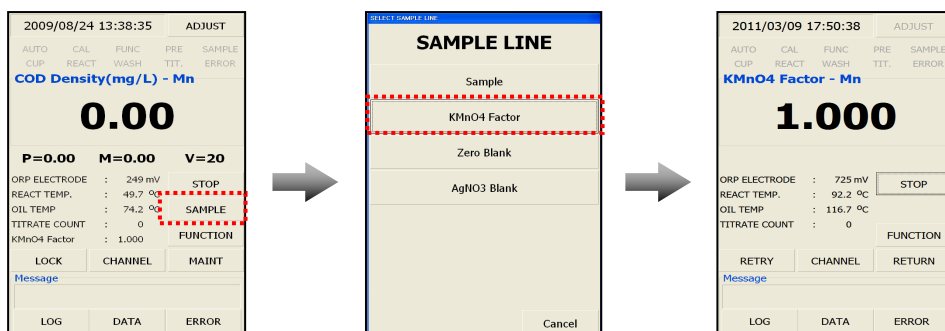 2009/08/24 13:38:35 ADJUST
AUTO CAL FUNC PRE SAMPLE
CUP REACT WASH TIT. ERROR
COD Density(mg/L) - Mn
0.00
P=0.00 M=0.00 V=20
ORP ELECTRODE : 249 mV
REACT TEMP. : 49.7 ºC
OIL TEMP : 74.2 ºC
TITRATE COUNT : 0
KMnO4 Factor : 1.000
STOP
SAMPLE
FUNCTION
LOCK CHANNEL MAINT
Message
LOG DATA ERROR
SELECT SAMPLE LINE
SAMPLE LINE
Sample
KMnO4 Factor
Zero Blank
AgNO3 Blank
Cancel
2011/03/09 17:50:38 ADJUST
AUTO CAL FUNC PRE SAMPLE
CUP REACT WASH TIT. ERROR
KMnO4 Factor - Mn
1.000
ORP ELECTRODE : 725 mV
REACT TEMP. : 92.2 ºC
OIL TEMP : 116.7 ºC
TITRATE COUNT : 0
STOP
FUNCTION
RETRY CHANNEL RETURN
Message
LOG DATA ERROR